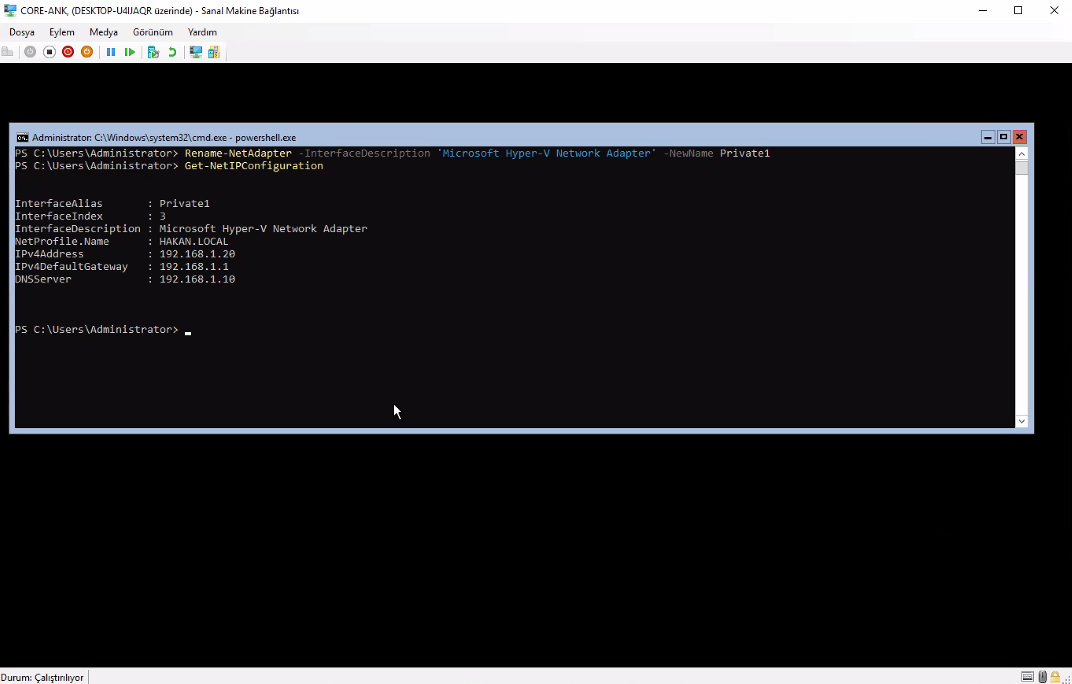 CORE-ANK, (DESKTOP-U4IJAQR üzerinde) - Sanal Makine Bağlantısı
Dosya Eylem Medya Görünüm Yardım
Administrator: C:\Windows\system32\cmd.exe - powershell.exe
PS C:\Users\Administrator> Rename-NetAdapter -InterfaceDescription 'Microsoft Hyper-V Network Adapter' -NewName Private1
PS C:\Users\Administrator> Get-NetIPConfiguration
InterfaceAlias : Private1
InterfaceIndex : 3
InterfaceDescription : Microsoft Hyper-V Network Adapter
NetProfile.Name : HAKAN.LOCAL
IPv4Address : 192.168.1.20
IPv4DefaultGateway : 192.168.1.1
DNSServer : 192.168.1.10
PS C:\Users\Administrator>
Durum: Çalıştırılıyor